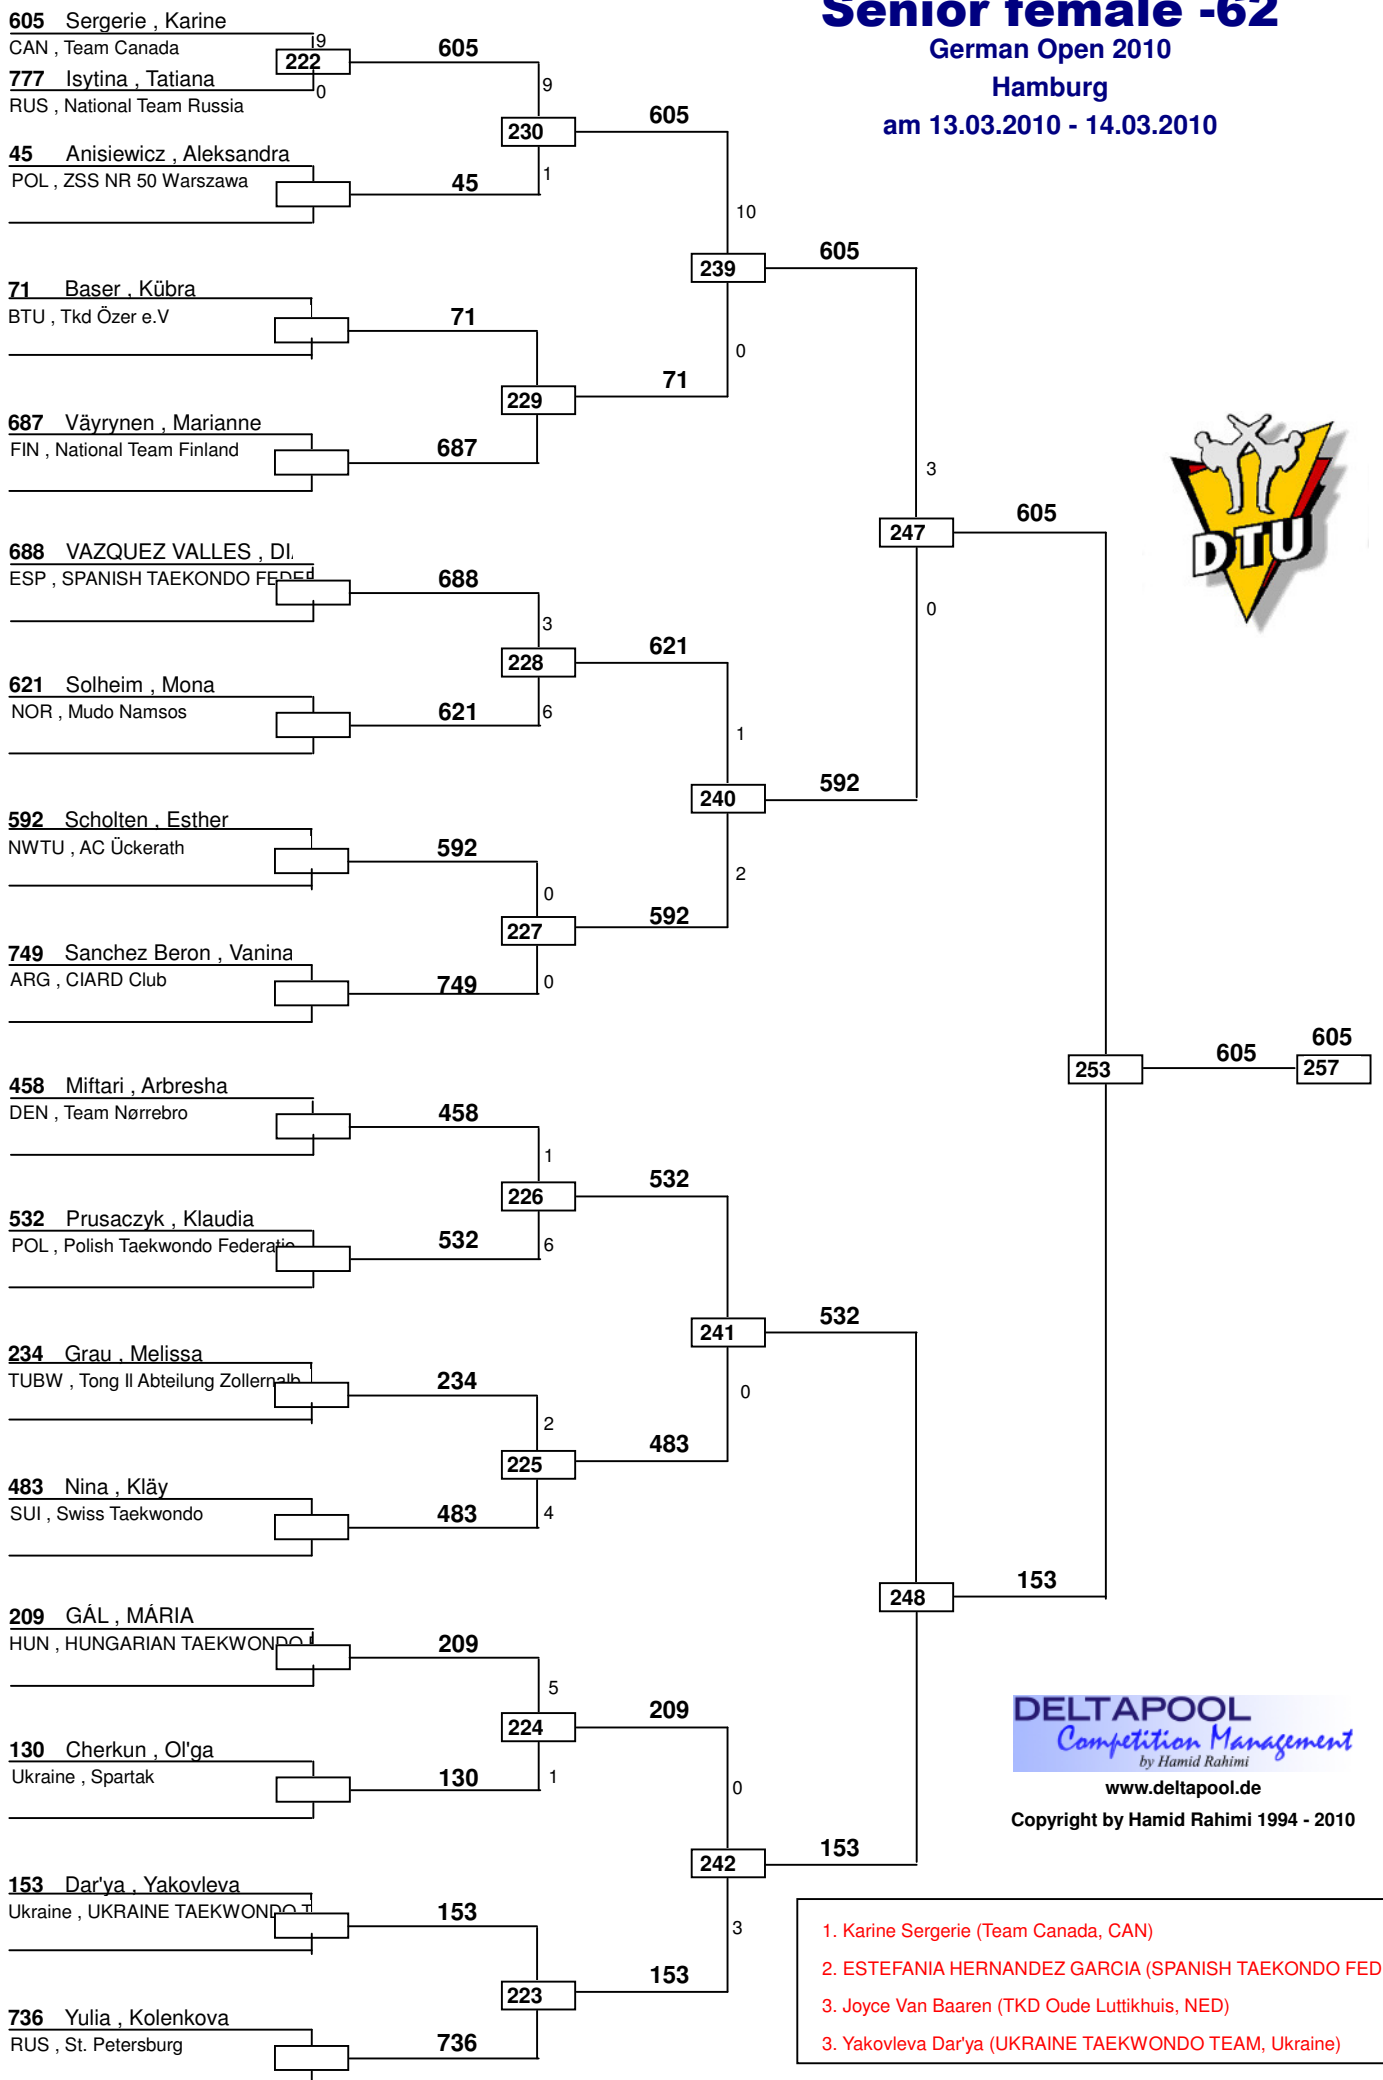 Senior female -62
German Open 2010
Hamburg
am 13.03.2010 - 14.03.2010
605 Sergerie , Karine
CAN , Team Canada
9
222
605
777 Isytina , Tatiana
0
RUS , National Team Russia
9
230
605
45 Anisiewicz , Aleksandra
POL , ZSS NR 50 Warszawa
45
1
10
239
605
71 Baser , Kübra
BTU , Tkd Özer e.V
71
0
229
71
687 Väyrynen , Marianne
FIN , National Team Finland
687
3
247
605
DTU
688 VAZQUEZ VALLES , DI
ESP , SPANISH TAEKONDO FEDER
688
0
3
228
621
621 Solheim , Mona
NOR , Mudo Namsos
621
6
1
240
592
592 Scholten , Esther
NWTU , AC Ückerath
592
2
0
227
592
749 Sanchez Beron , Vanina
ARG , CIARD Club
749
0
605
605
253
257
458 Miftari , Arbresha
DEN , Team Nørrebro
458
1
226
532
532 Prusaczyk , Klaudia
POL , Polish Taekwondo Federatio
532
6
241
532
234 Grau , Melissa
TUBW , Tong Il Abteilung Zollernalb
234
0
2
225
483
483 Nina , Kläy
SUI , Swiss Taekwondo
483
4
248
153
209 GÁL , MÁRIA
HUN , HUNGARIAN TAEKWONDO F
209
5
224
209
130 Cherkun , Ol'ga
Ukraine , Spartak
130
1
0
DELTAPOOL
Competition Management
by Hamid Rahimi
www.deltapool.de
Copyright by Hamid Rahimi 1994 - 2010
242
153
153 Dar'ya , Yakovleva
Ukraine , UKRAINE TAEKWONDO T
153
3
223
153
736 Yulia , Kolenkova
RUS , St. Petersburg
736
1. Karine Sergerie (Team Canada, CAN)
2. ESTEFANIA HERNANDEZ GARCIA (SPANISH TAEKONDO FED
3. Joyce Van Baaren (TKD Oude Luttikhuis, NED)
3. Yakovleva Dar'ya (UKRAINE TAEKWONDO TEAM, Ukraine)